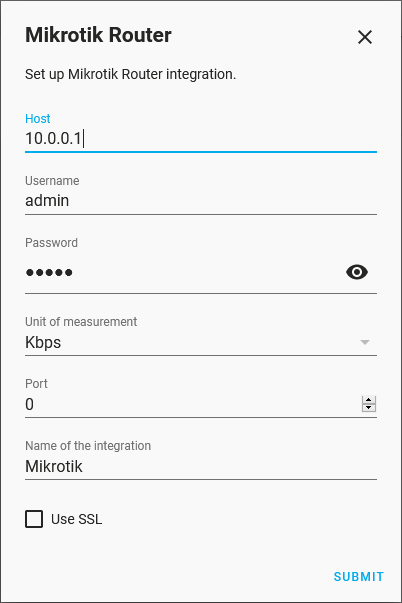 Mikrotik Router
Set up Mikrotik Router integration.
Host
10.0.0.1
Username
admin
Password
●●●●●
Unit of measurement
Kbps
Port
0
Name of the integration
Mikrotik
Use SSL
SUBMIT